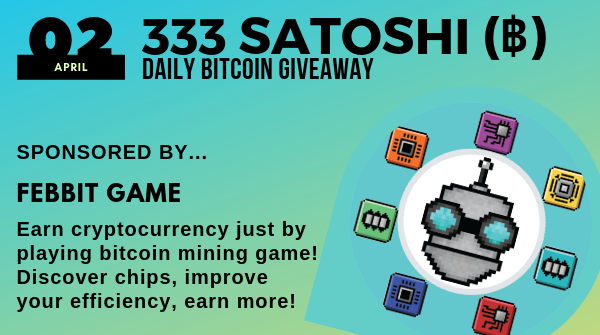 02
APRIL
333 SATOSHI (฿)
DAILY BITCOIN GIVEAWAY
SPONSORED BY...
FEBBIT GAME
Earn cryptocurrency just by
playing bitcoin mining game!
Discover chips, improve
your efficiency, earn more!